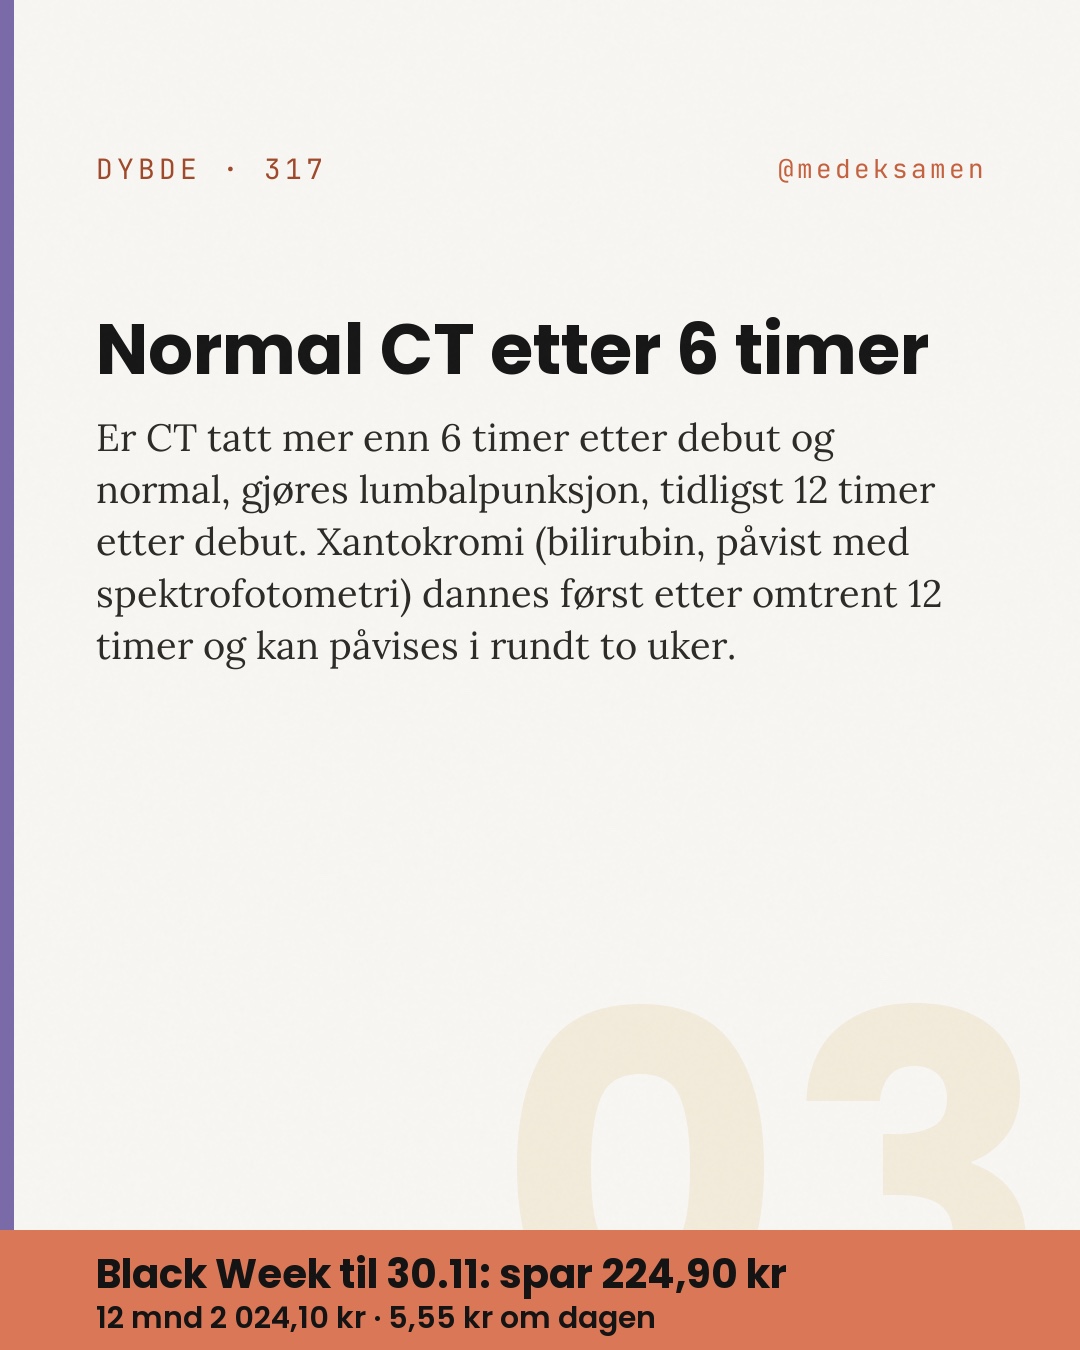 DYBDE · 317
@medeksamen
Normal CT etter 6 timer
Er CT tatt mer enn 6 timer etter debut og
normal, gjøres lumbalpunksjon, tidligst 12 timer
etter debut. Xantokromi (bilirubin, påvist med
spektrofotometri) dannes først etter omtrent 12
timer og kan påvises i rundt to uker.
03
Black Week til 30.11: spar 224,90 kr
12 mnd 2 024,10 kr · 5,55 kr om dagen